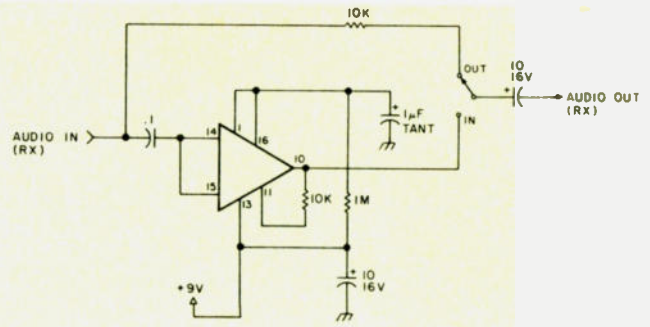 10K
OUT
10
16V
+
AUDIO OUT
(RX)
IN
AUDIO IN
(RX)
.1
14
1
16
+
1µF
TANT
10
15
11
13
10K
1M
+9V
+
10
16V